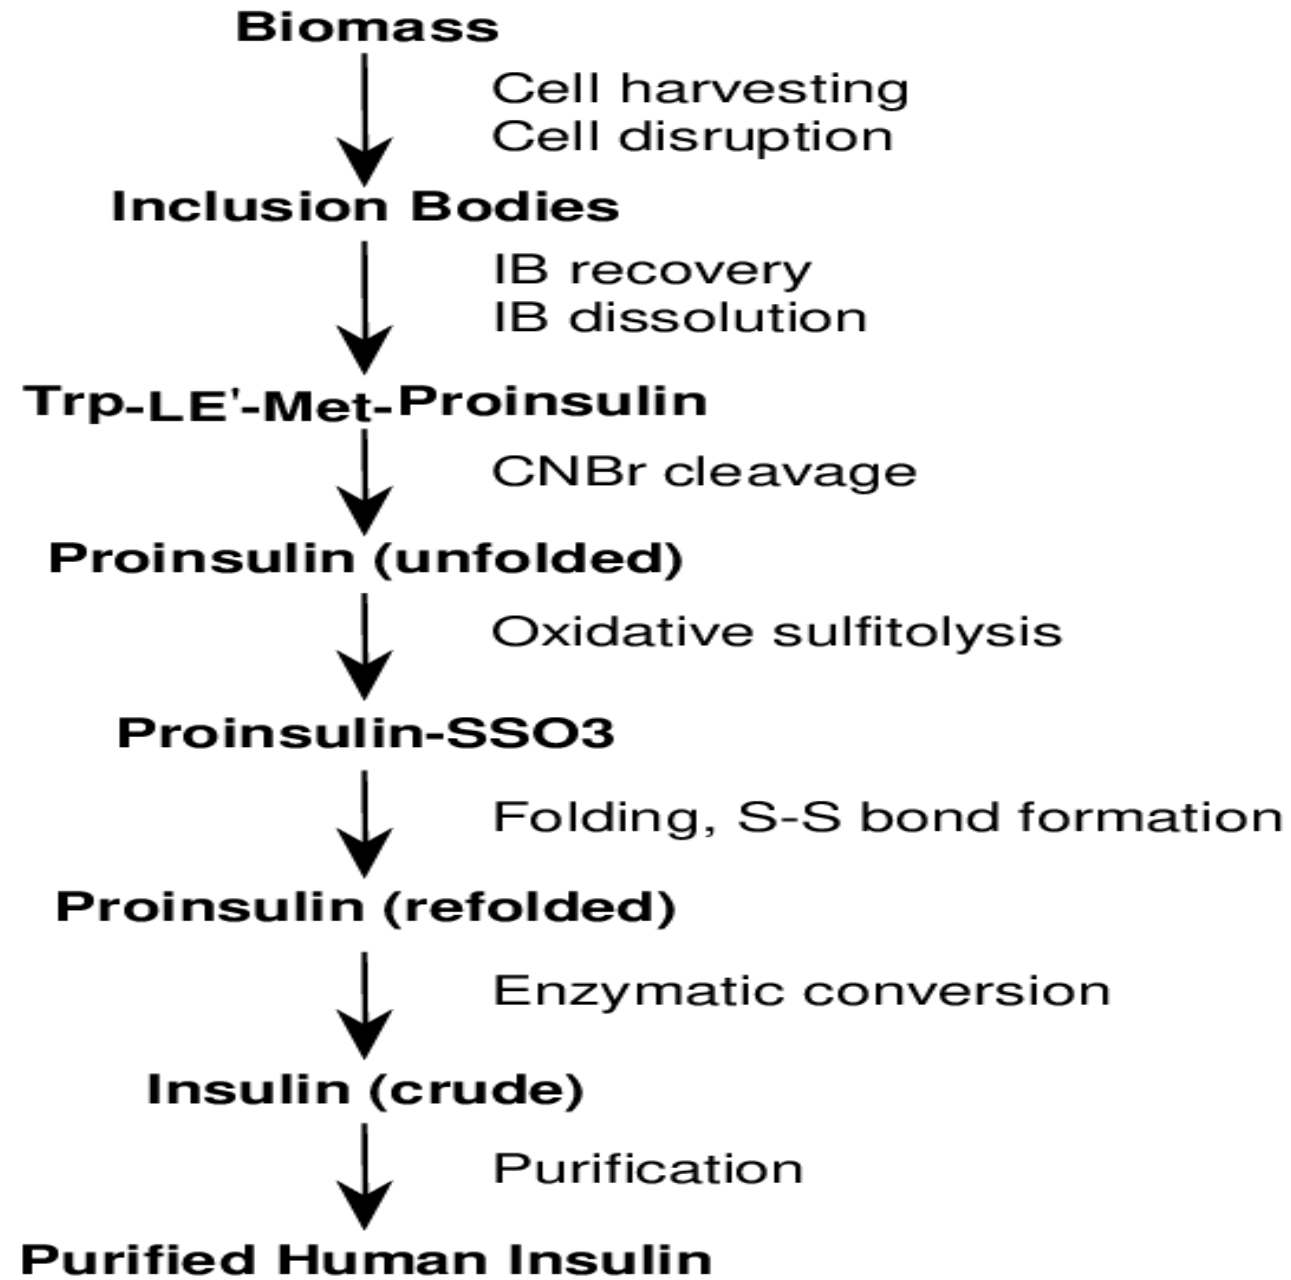 Biomass
Cell harvesting
Cell disruption
Inclusion Bodies
IB recovery
IB dissolution
Trp-LE'-Met-Proinsulin
CNBr cleavage
Proinsulin (unfolded)
Oxidative sulfitolysis
Proinsulin-SSO3
Folding, S-S bond formation
Proinsulin (refolded)
Enzymatic conversion
Insulin (crude)
Purification
Purified Human Insulin